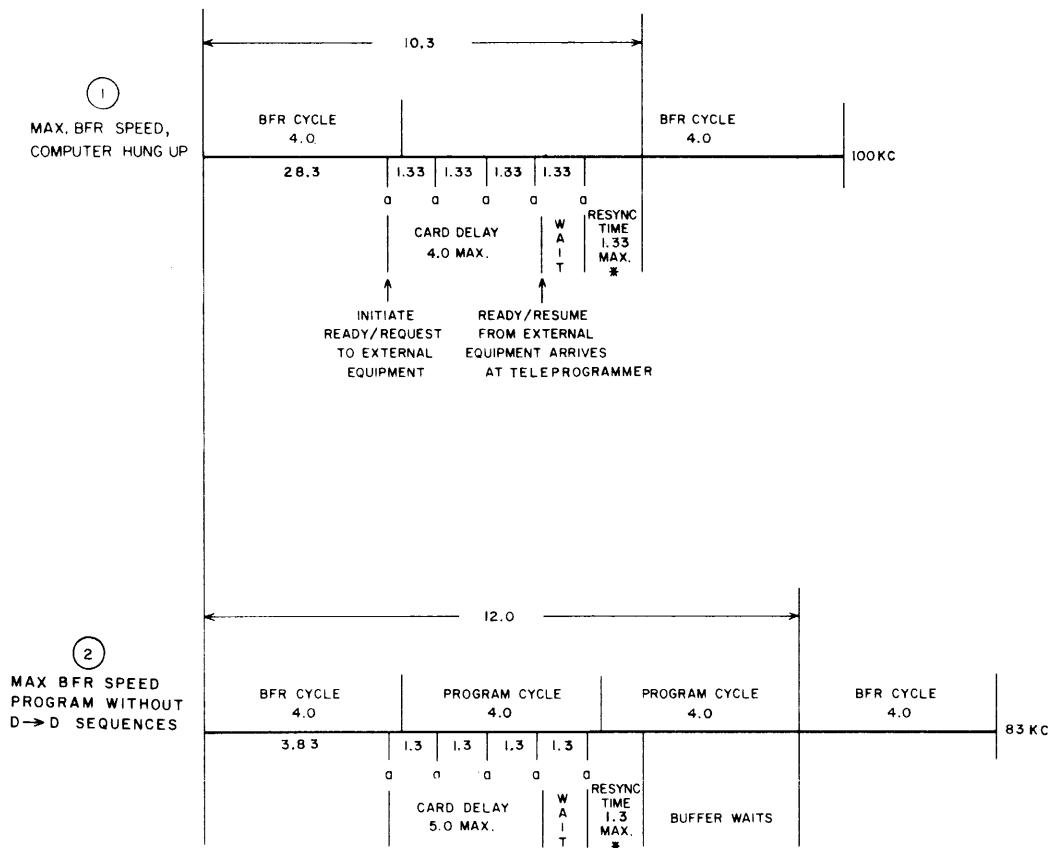 10.3
1
MAX. BFR SPEED,
COMPUTER HUNG UP
BFR CYCLE
4.0
BFR CYCLE
4.0
100KC
28.3
1.33
1.33
1.33
1.33
a
a
a
a
a
CARD DELAY
4.0 MAX.
WAIT
RESYNC
TIME
1.33
MAX.
*
INITIATE
READY/REQUEST
TO EXTERNAL
EQUIPMENT
READY/RESUME
FROM EXTERNAL
EQUIPMENT ARRIVES
AT TELEPROGRAMMER
12.0
2
MAX BFR SPEED
PROGRAM WITHOUT
D→D SEQUENCES
BFR CYCLE
4.0
PROGRAM CYCLE
4.0
PROGRAM CYCLE
4.0
BFR CYCLE
4.0
83 KC
3.83
1.3
1.3
1.3
1.3
a
a
a
a
a
CARD DELAY
5.0 MAX.
WAIT
RESYNC
TIME
1.3
MAX.
*
BUFFER WAITS